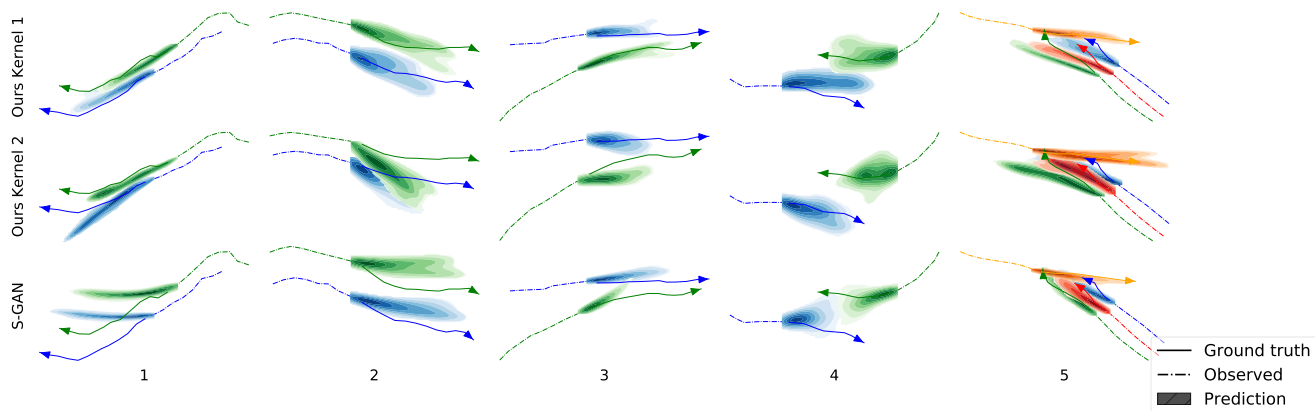 Ours Kernel 1
Ours Kernel 2
S-GAN
1 2 3 4 5
Ground truth
Observed
Prediction